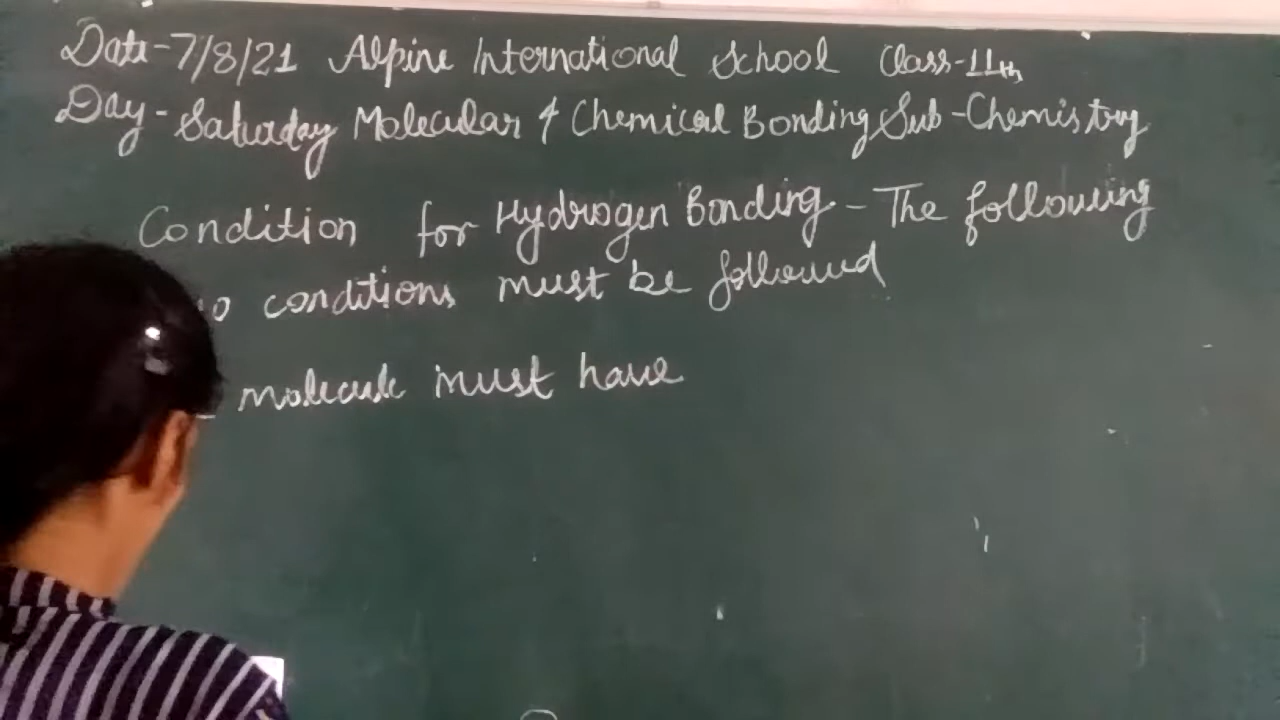 Date-7/8/21 Alpine International School Class-11th
Day-Saturday Molecular & Chemical Bonding Sub-Chemistry
Condition for Hydrogen Bonding - The following
conditions must be followed
molecule must have